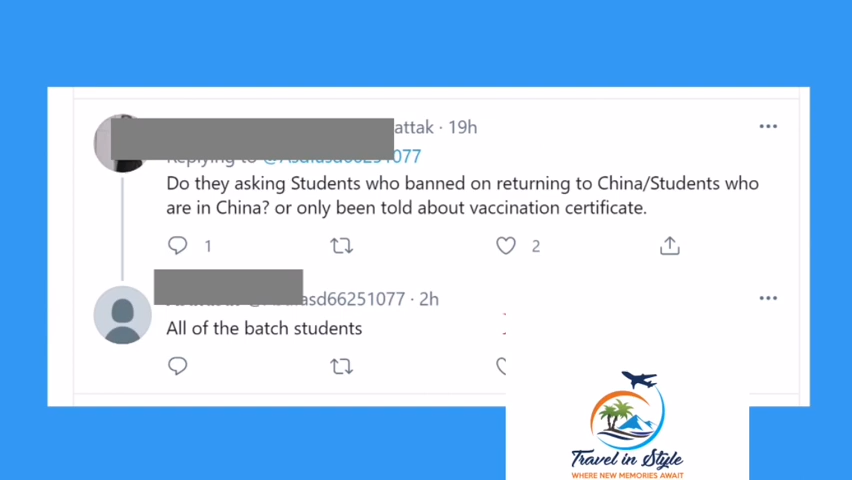 attak · 19h
Replying to
Do they asking Students who banned on returning to China/Students who
are in China? or only been told about vaccination certificate.
1 2
asd66251077 · 2h
All of the batch students
Travel in Style
WHERE NEW MEMORIES AWAIT